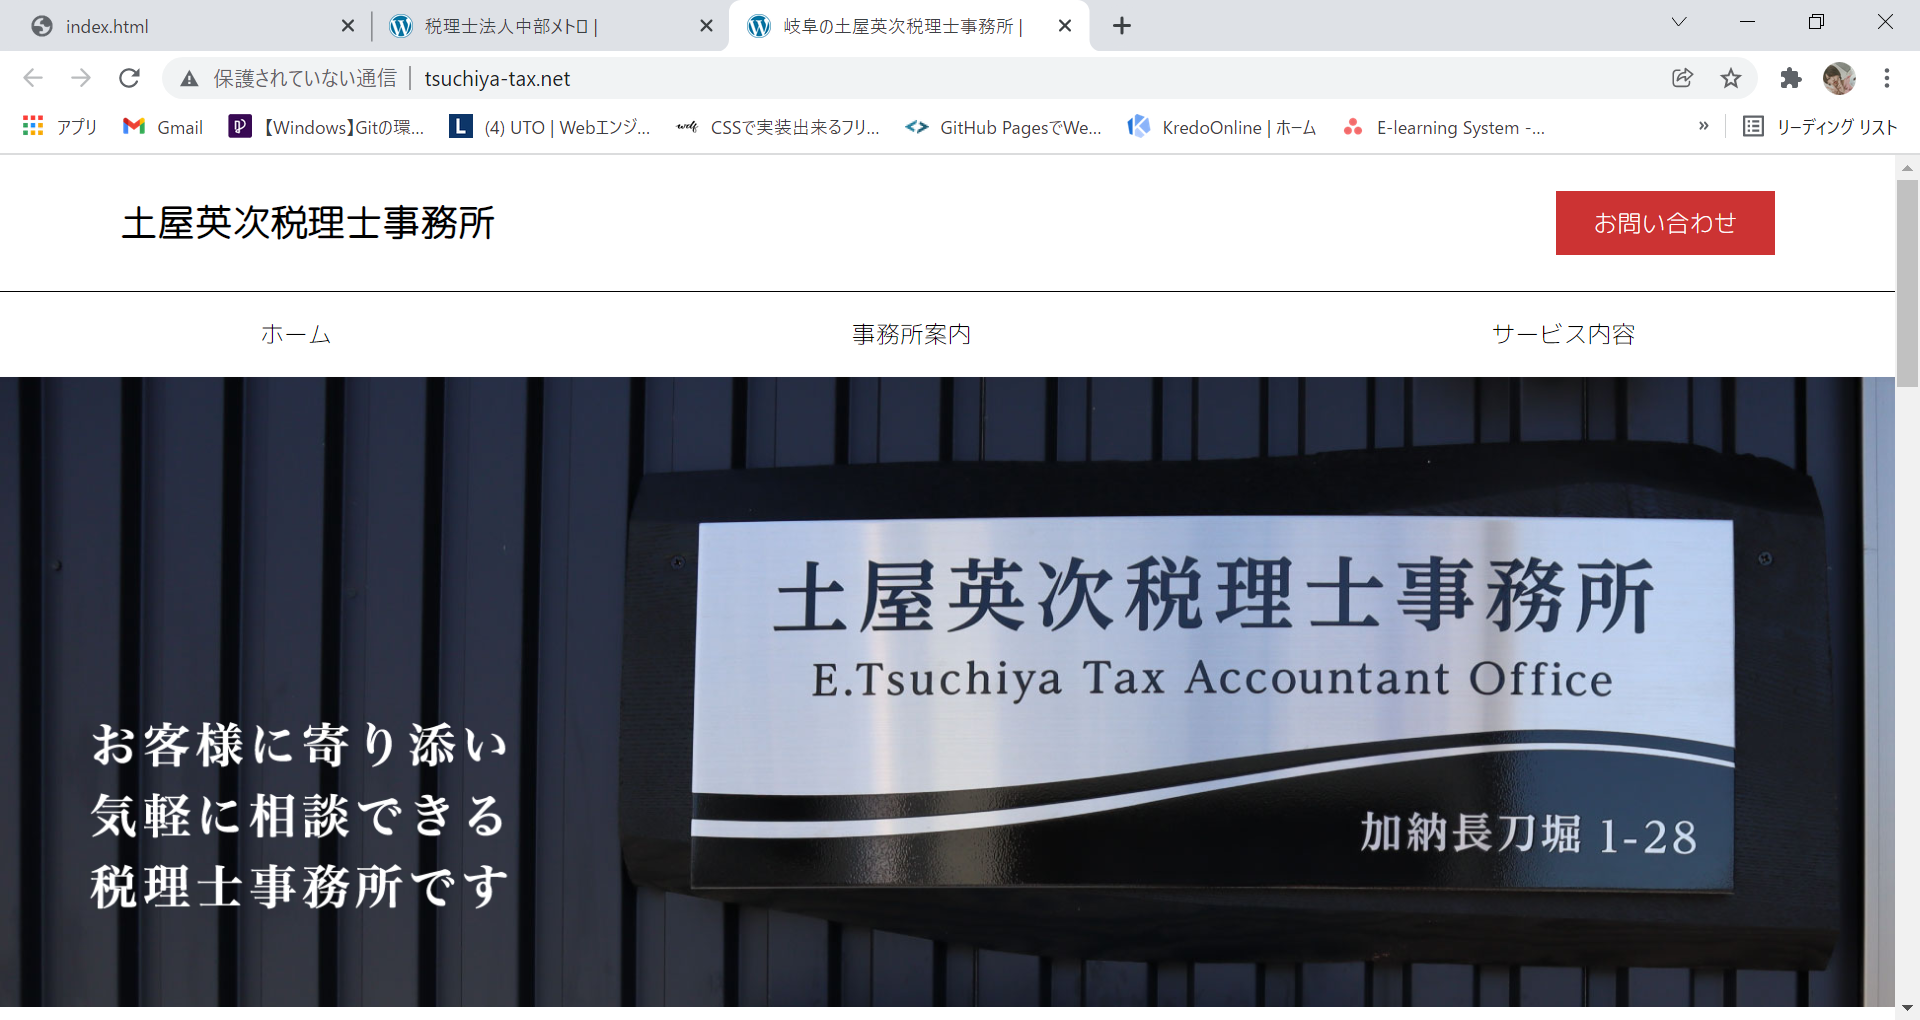 index.html
税理士法人中部メトロ |
岐阜の土屋英次税理士事務所 |
保護されていない通信
tsuchiya-tax.net
アプリ
Gmail
【Windows】Gitの環...
(4) UTO | Webエンジ...
CSSで実装出来るフリ...
GitHub PagesでWe...
KredoOnline | ホーム
E-learning System -...
»
リーディング リスト
土屋英次税理士事務所
お問い合わせ
ホーム
事務所案内
サービス内容
土屋英次税理士事務所
E.Tsuchiya Tax Accountant Office
加納長刀堀 1-28
お客様に寄り添い
気軽に相談できる
税理士事務所です